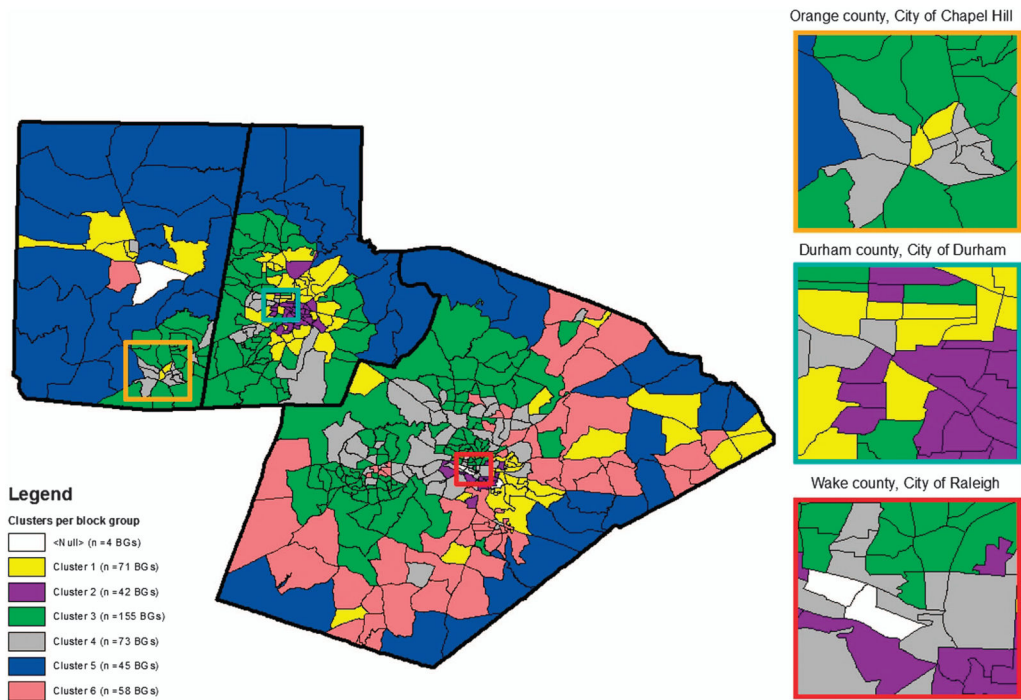 Orange county, City of Chapel Hill
Durham county, City of Durham
Wake county, City of Raleigh
Legend
Clusters per block group
<Null> (n=4 BGs)
Cluster 1 (n=71 BGs)
Cluster 2 (n=42 BGs)
Cluster 3 (n=155 BGs)
Cluster 4 (n=73 BGs)
Cluster 5 (n=45 BGs)
Cluster 6 (n=58 BGs)